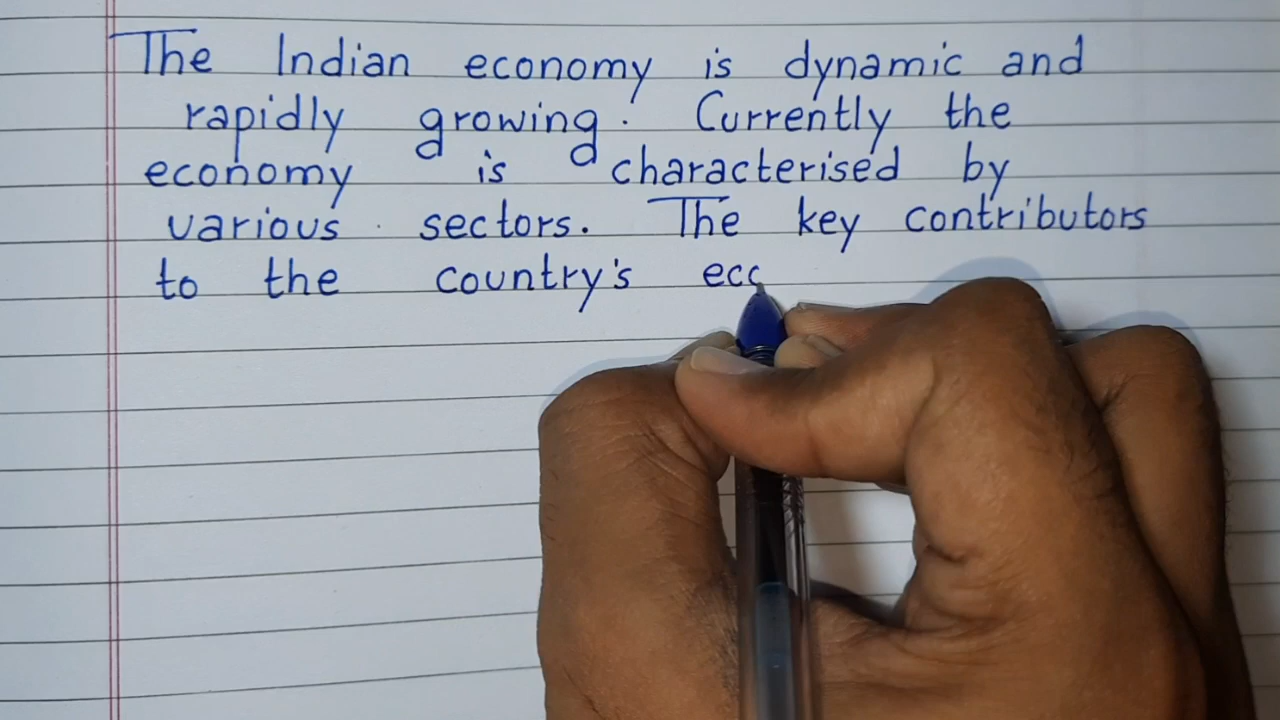 The Indian economy is dynamic and
rapidly growing. Currently the
economy is characterised by
various sectors. The key contributors
to the country's ecc